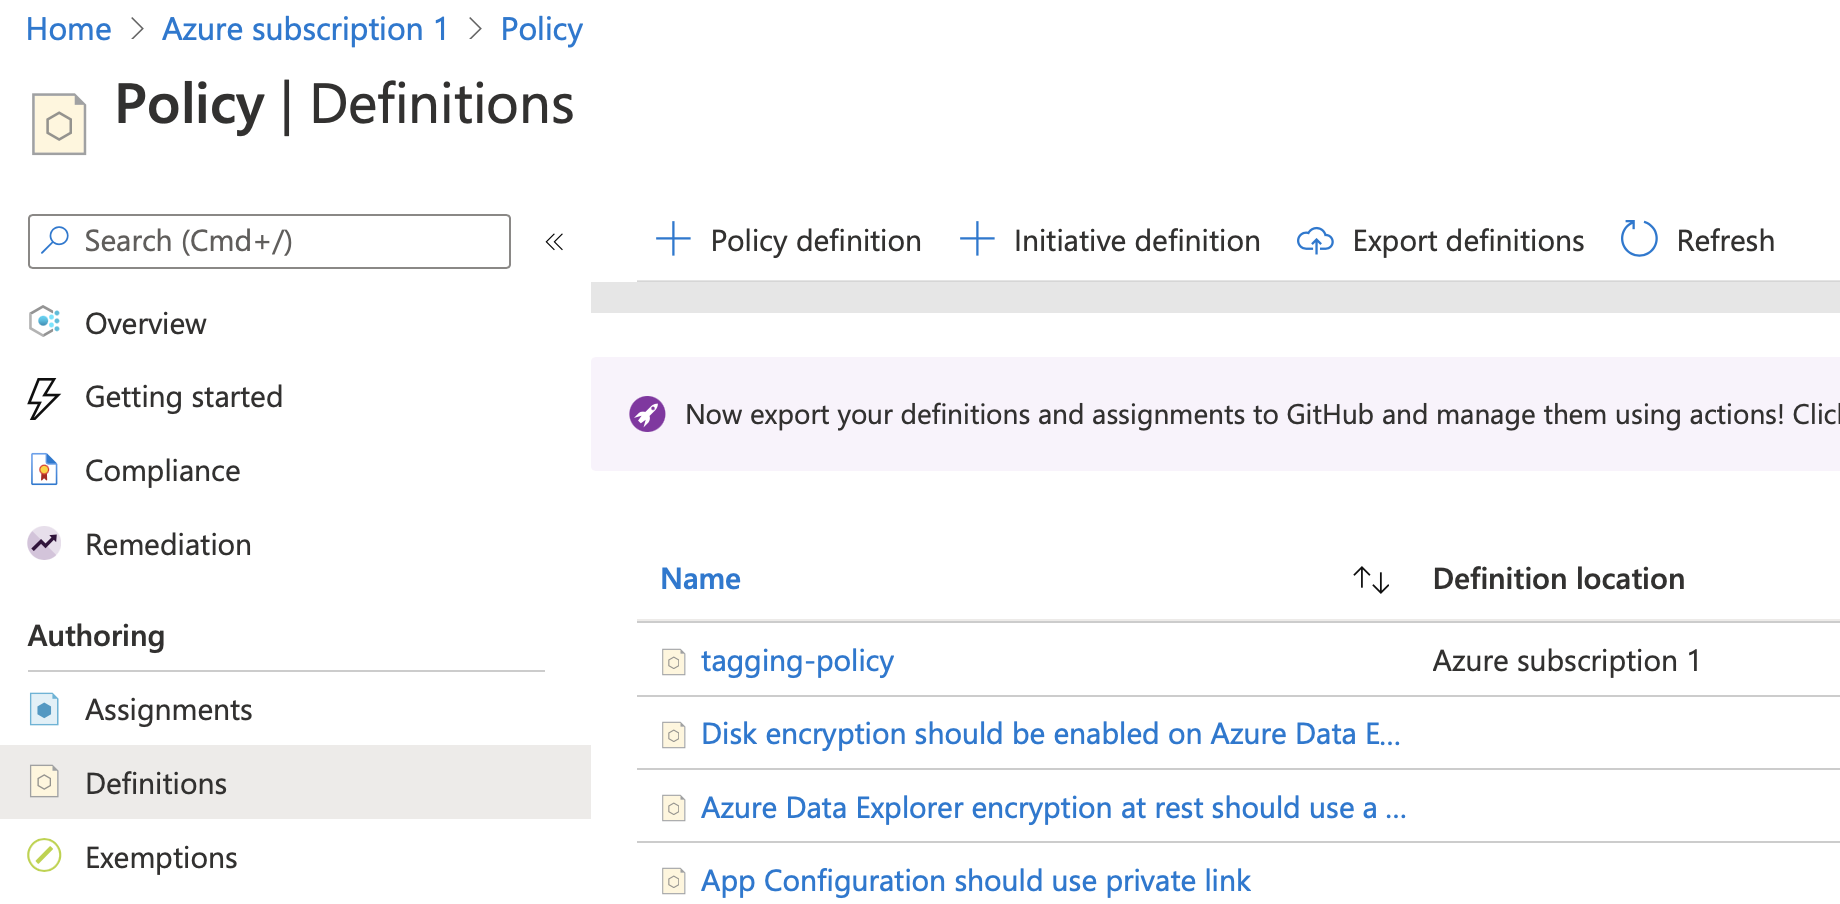 Home > Azure subscription 1 > Policy
Policy | Definitions
Search (Cmd+/)
Overview
Getting started
Compliance
Remediation
Authoring
Assignments
Definitions
Exemptions
Policy definition
Initiative definition
Export definitions
Refresh
Now export your definitions and assignments to GitHub and manage them using actions!
Name
Definition location
tagging-policy
Azure subscription 1
Disk encryption should be enabled on Azure Data E...
Azure Data Explorer encryption at rest should use a ...
App Configuration should use private link